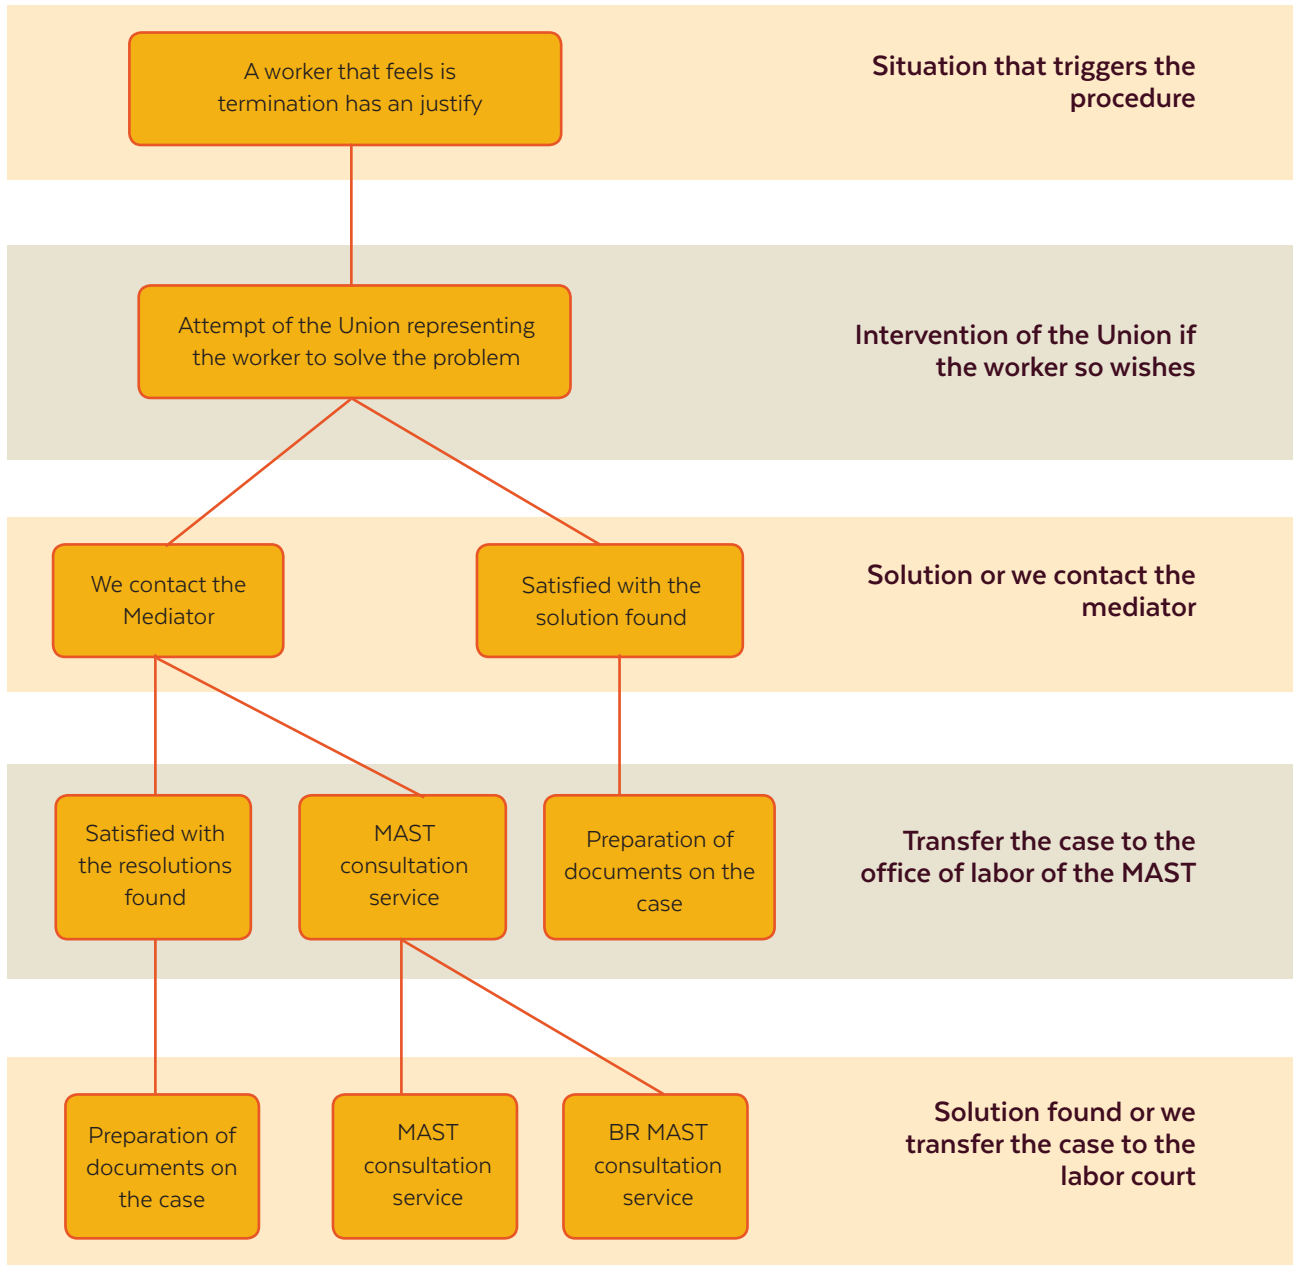 A worker that feels is
termination has an justify
Situation that triggers the
procedure
Attempt of the Union representing
the worker to solve the problem
Intervention of the Union if
the worker so wishes
We contact the
Mediator
Satisfied with the
solution found
Solution or we contact the
mediator
Satisfied with
the resolutions
found
MAST
consultation
service
Preparation of
documents on the
case
Transfer the case to the
office of labor of the MAST
Preparation of
documents on
the case
MAST
consultation
service
BR MAST
consultation
service
Solution found or we
transfer the case to the
labor court